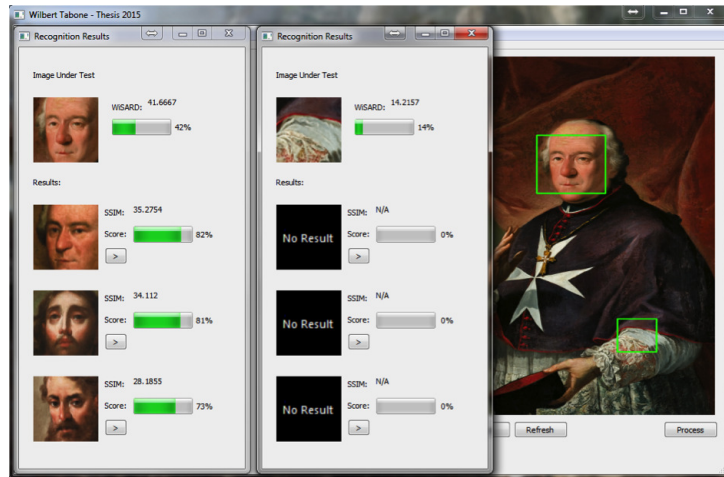 Wilbert Tabone - Thesis 2015
Recognition Results
Image Under Test
WiSARD: 41.6667
42%
Results:
SSIM: 35.2754
Score: 82%
>
SSIM: 34.112
Score: 81%
>
SSIM: 28.1855
Score: 73%
>
Recognition Results
Image Under Test
WiSARD: 14.2157
14%
Results:
No Result
SSIM: N/A
Score: 0%
>
No Result
SSIM: N/A
Score: 0%
>
No Result
SSIM: N/A
Score: 0%
>
Refresh
Process